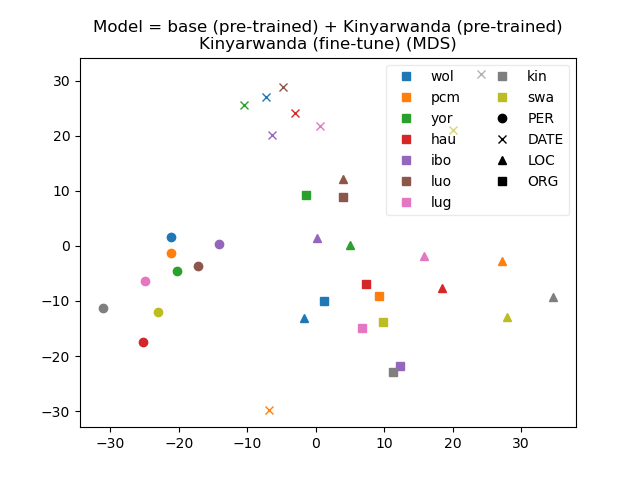 Model = base (pre-trained) + Kinyarwanda (pre-trained)
Kinyarwanda (fine-tune) (MDS)
30
20
10
0
−10
−20
−30
−30
−20
−10
0
10
20
30
wol
pcm
yor
hau
ibo
luo
lug
kin
swa
PER
DATE
LOC
ORG